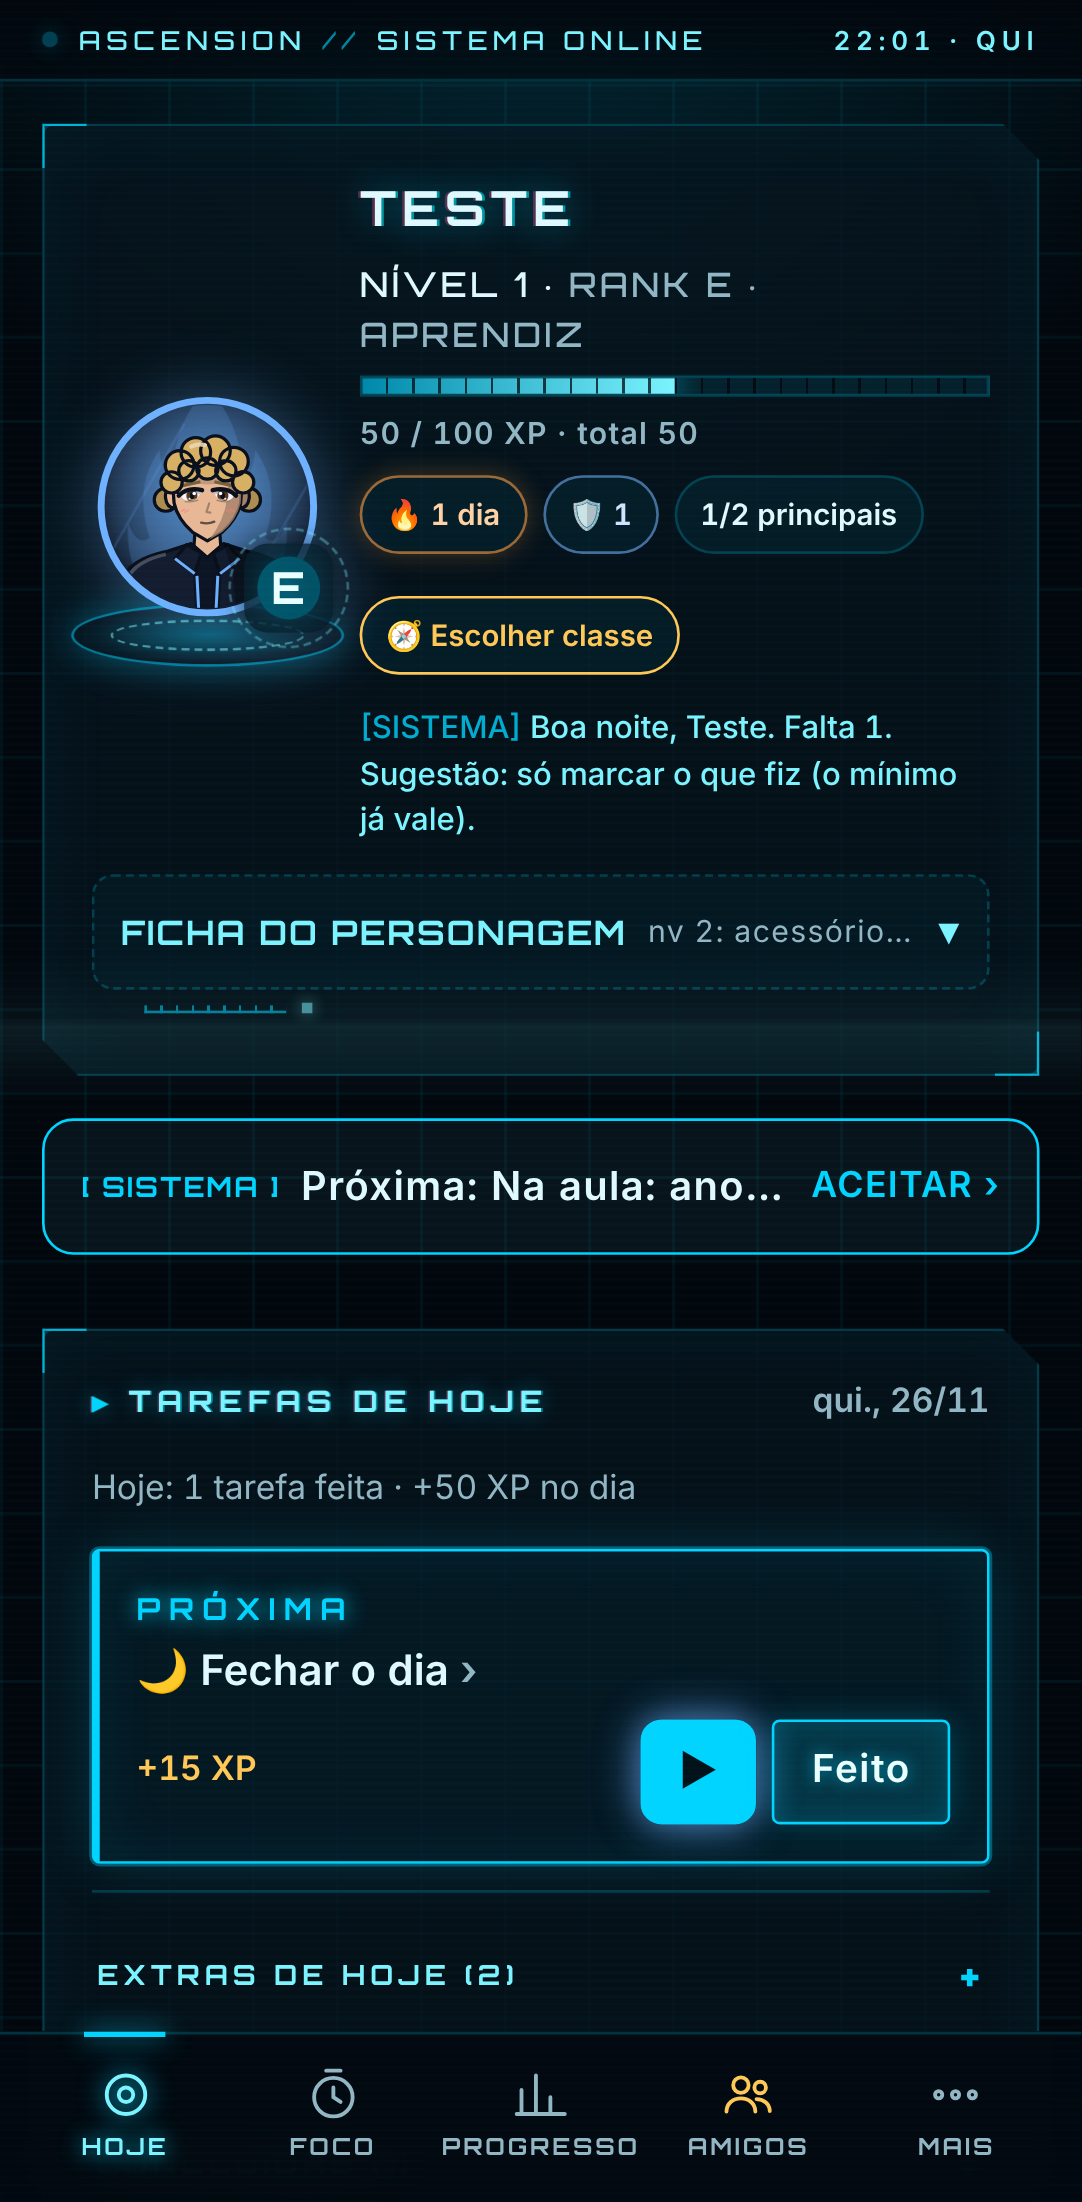 ASCENSION // SISTEMA ONLINE
22:01 · QUI
TESTE
NÍVEL 1 · RANK E ·
APRENDIZ
50 / 100 XP · total 50
🔥 1 dia
🛡️ 1
1/2 principais
E
🧭 Escolher classe
[SISTEMA] Boa noite, Teste. Falta 1.
Sugestão: só marcar o que fiz (o mínimo
já vale).
FICHA DO PERSONAGEM nv 2: acessório... ▼
[ SISTEMA ] Próxima: Na aula: ano... ACEITAR ›
▸ TAREFAS DE HOJE
qui., 26/11
Hoje: 1 tarefa feita · +50 XP no dia
PRÓXIMA
🌙 Fechar o dia ›
+15 XP
Feito
EXTRAS DE HOJE (2) +
HOJE
FOCO
PROGRESSO
AMIGOS
MAIS